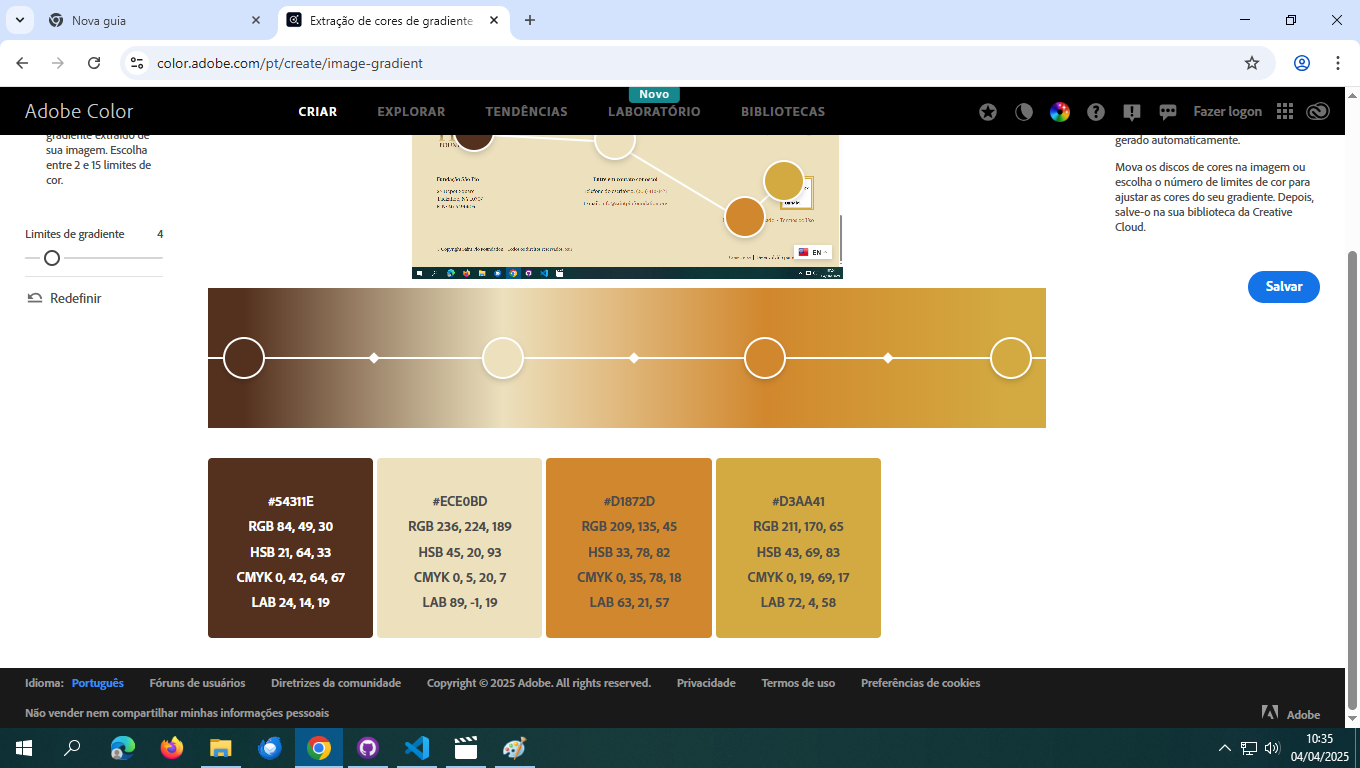 Nova guia
Extração de cores de gradiente
color.adobe.com/pt/create/image-gradient
Novo
Adobe Color
CRIAR
EXPLORAR
TENDÊNCIAS
LABORATÓRIO
BIBLIOTECAS
Fazer logon
gradiente extraído de
sua imagem. Escolha
entre 2 e 15 limites de
cor.
Limites de gradiente 4
Redefinir
Fundação São Pio
Entre em contato conosco!
EN
gerado automaticamente.
Mova os discos de cores na imagem ou
escolha o número de limites de cor para
ajustar as cores do seu gradiente. Depois,
salve-o na sua biblioteca da Creative
Cloud.
Salvar
#54311E
RGB 84, 49, 30
HSB 21, 64, 33
CMYK 0, 42, 64, 67
LAB 24, 14, 19
#ECE0BD
RGB 236, 224, 189
HSB 45, 20, 93
CMYK 0, 5, 20, 7
LAB 89, -1, 19
#D1872D
RGB 209, 135, 45
HSB 33, 78, 82
CMYK 0, 35, 78, 18
LAB 63, 21, 57
#D3AA41
RGB 211, 170, 65
HSB 43, 69, 83
CMYK 0, 19, 69, 17
LAB 72, 4, 58
Idioma: Português
Fóruns de usuários
Diretrizes da comunidade
Copyright © 2025 Adobe. All rights reserved.
Privacidade
Termos de uso
Preferências de cookies
Não vender nem compartilhar minhas informações pessoais
Adobe
10:35
04/04/2025